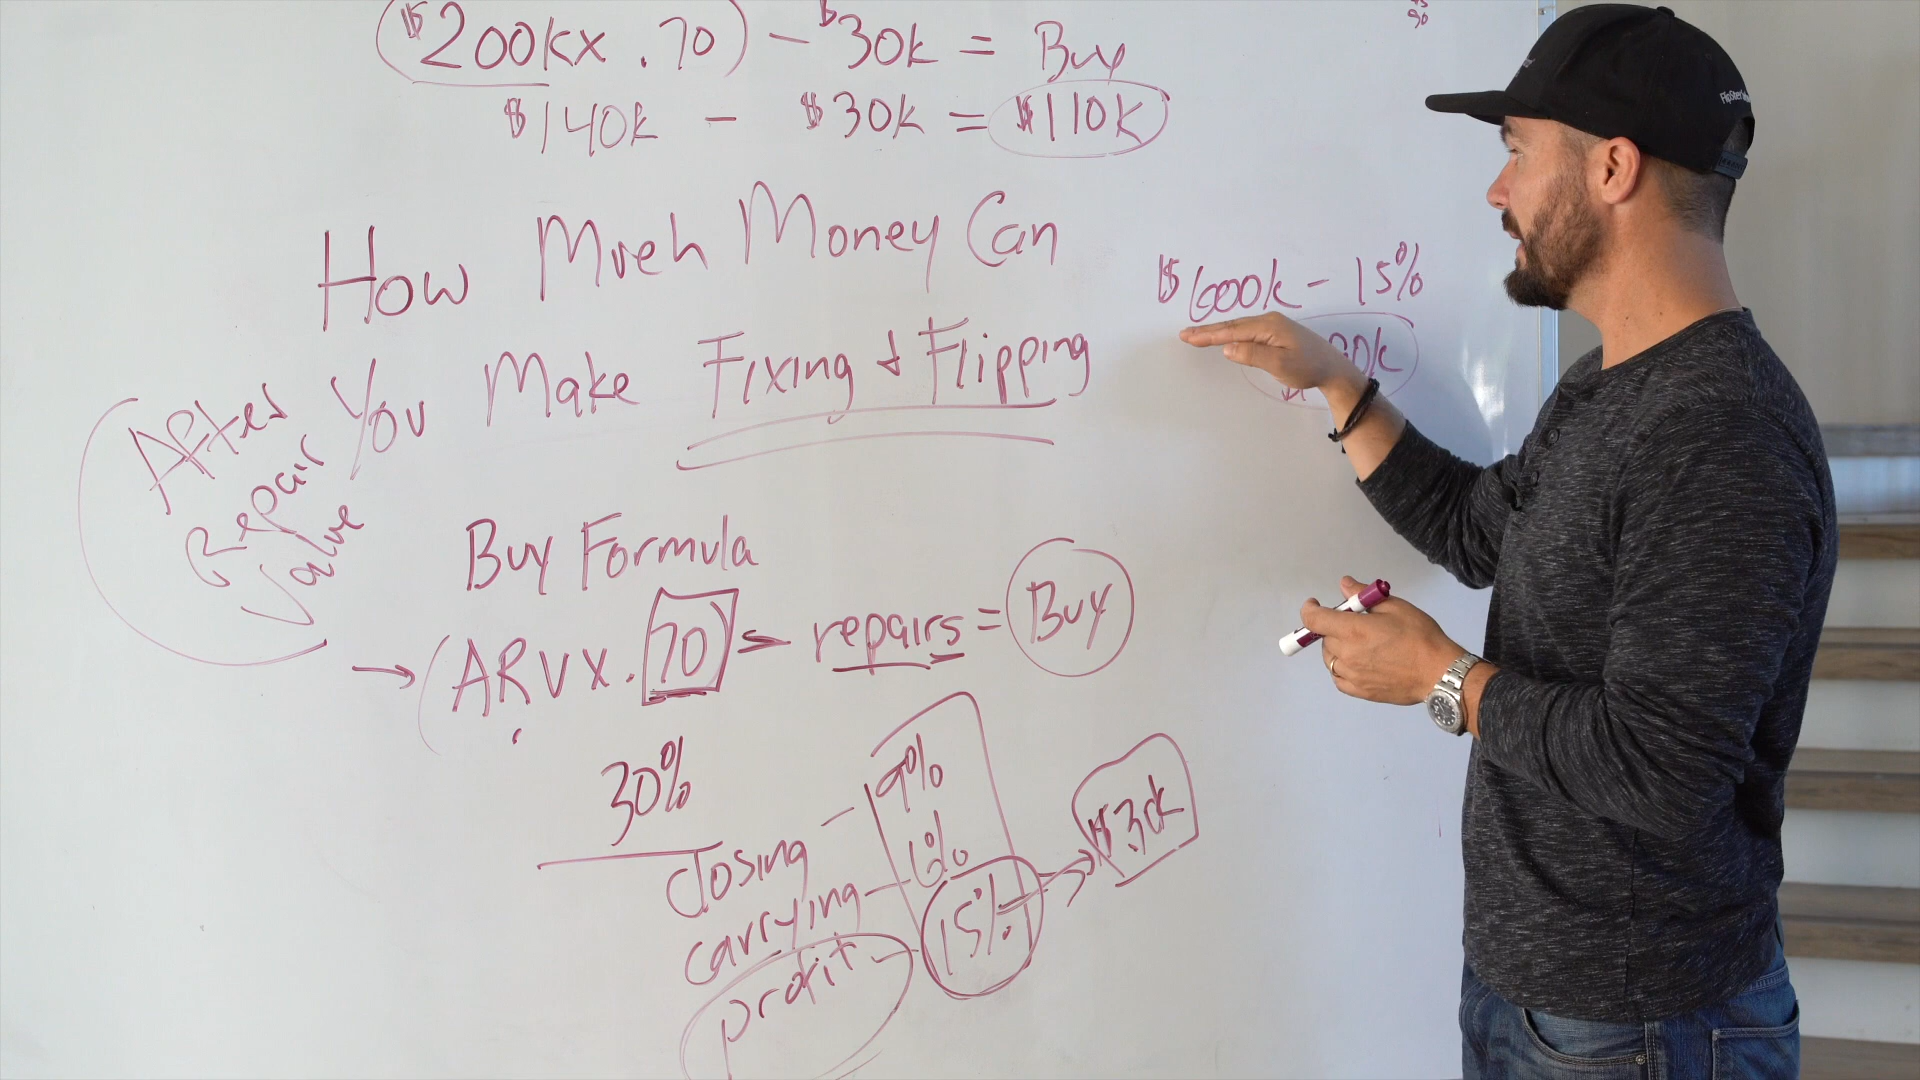 $200k x .70) - $30k = Buy
$140k - $30k = $110k
How Much Money Can
You Make Fixing & Flipping
$600k - 15%
After
Repair
Value
Buy Formula
→ (ARV x .70) - repairs = Buy
30%
closing - 9%
carrying - 6%
profit - 15% → $30k